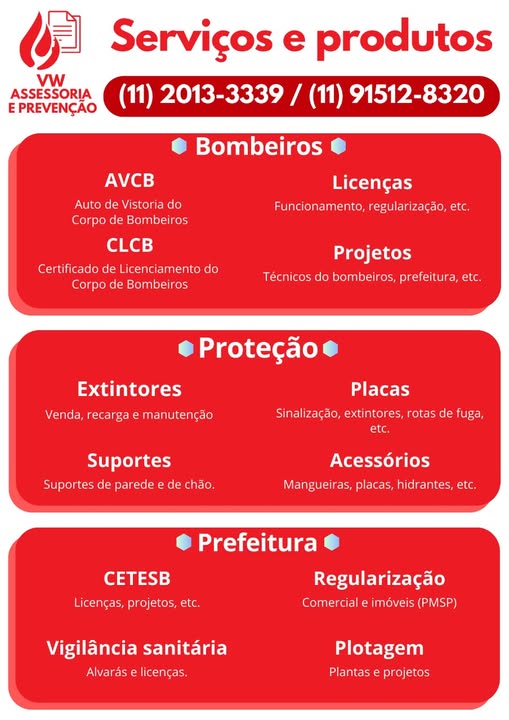 Serviços e produtos
VW
ASSESSORIA
E PREVENÇÃO
(11) 2013-3339 / (11) 91512-8320
Bombeiros
AVCB
Auto de Vistoria do
Corpo de Bombeiros
Licenças
Funcionamento, regularização, etc.
CLCB
Certificado de Licenciamento do
Corpo de Bombeiros
Projetos
Técnicos do bombeiros, prefeitura, etc.
Proteção
Extintores
Venda, recarga e manutenção
Placas
Sinalização, extintores, rotas de fuga,
etc.
Suportes
Suportes de parede e de chão.
Acessórios
Mangueiras, placas, hidrantes, etc.
Prefeitura
CETESB
Licenças, projetos, etc.
Regularização
Comercial e imóveis (PMSP)
Vigilância sanitária
Alvarás e licenças.
Plotagem
Plantas e projetos